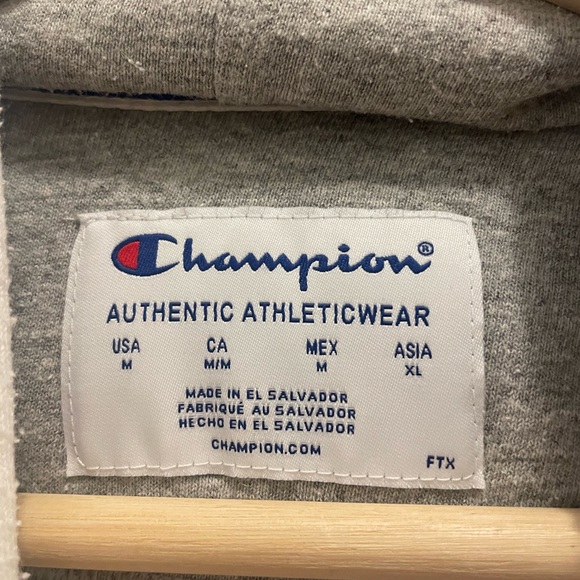 Champion®
AUTHENTIC ATHLETICWEAR
USA CA MEX ASIA
M M/M M XL
MADE IN EL SALVADOR
FABRIQUÉ AU SALVADOR
HECHO EN EL SALVADOR
CHAMPION.COM
FTX